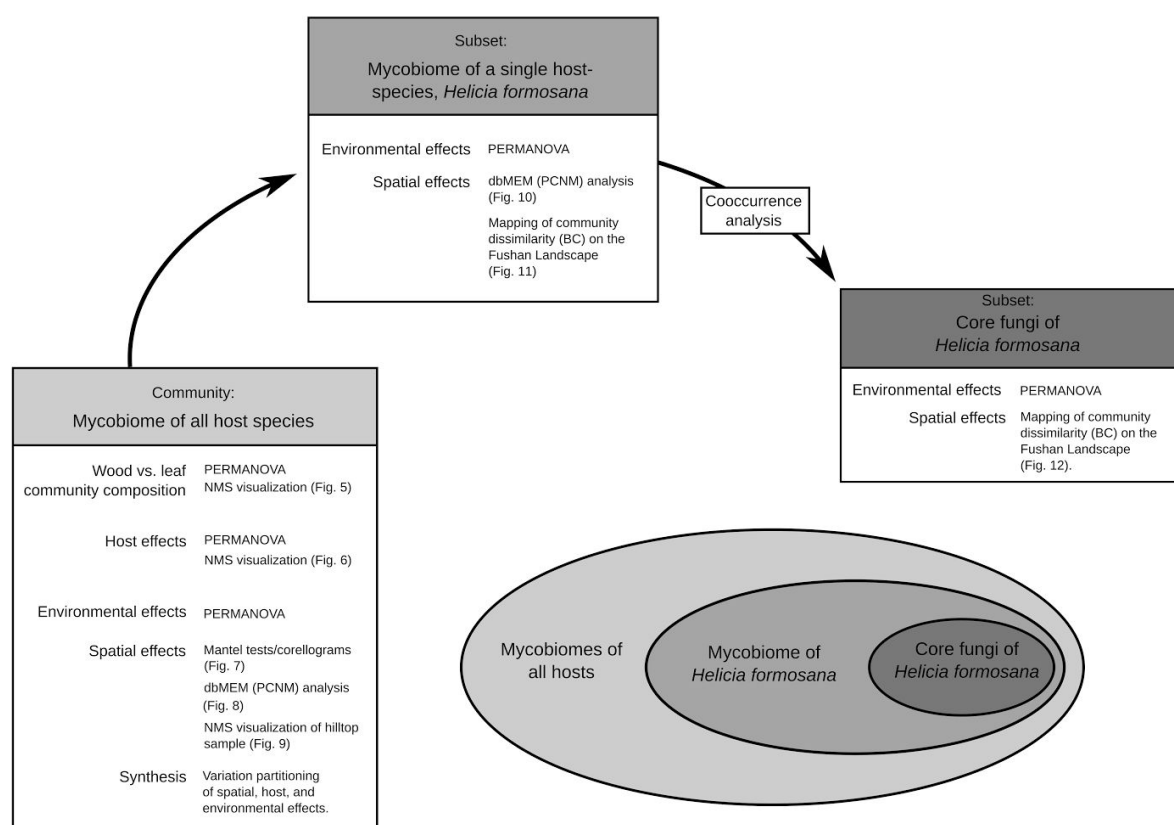 Subset:
Mycobiome of a single host-
species, Helicia formosana
Environmental effects PERMANOVA
Spatial effects dbMEM (PCNM) analysis
(Fig. 10)
Mapping of community
dissimilarity (BC) on the
Fushan Landscape
(Fig. 11)
Cooccurrence
analysis
Subset:
Core fungi of
Helicia formosana
Environmental effects PERMANOVA
Spatial effects Mapping of community
dissimilarity (BC) on the
Fushan Landscape
(Fig. 12).
Community:
Mycobiome of all host species
Wood vs. leaf
community composition
PERMANOVA
NMS visualization (Fig. 5)
Host effects PERMANOVA
NMS visualization (Fig. 6)
Environmental effects PERMANOVA
Spatial effects Mantel tests/corellograms
(Fig. 7)
dbMEM (PCNM) analysis
(Fig. 8)
NMS visualization of hilltop
sample (Fig. 9)
Synthesis Variation partitioning
of spatial, host, and
environmental effects.
Mycobiomes of
all hosts
Mycobiome of
Helicia formosana
Core fungi of
Helicia formosana